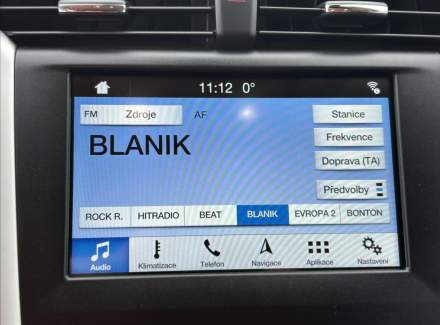 11:12 0°
FM Zdroje AF Stanice
BLANIK
Frekvence
Doprava (TA)
Předvolby
ROCK R. HITRADIO BEAT BLANIK EVROPA 2 BONTON
Audio Klimatizace Telefon Navigace Aplikace Nastavení